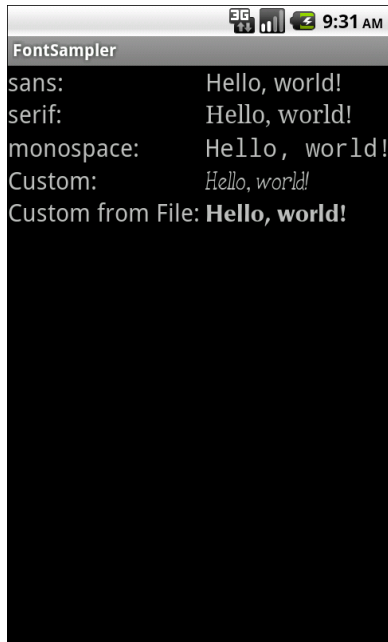 3G 9:31 AM
FontSampler
sans: Hello, world!
serif: Hello, world!
monospace: Hello, world!
Custom: Hello, world!
Custom from File: Hello, world!